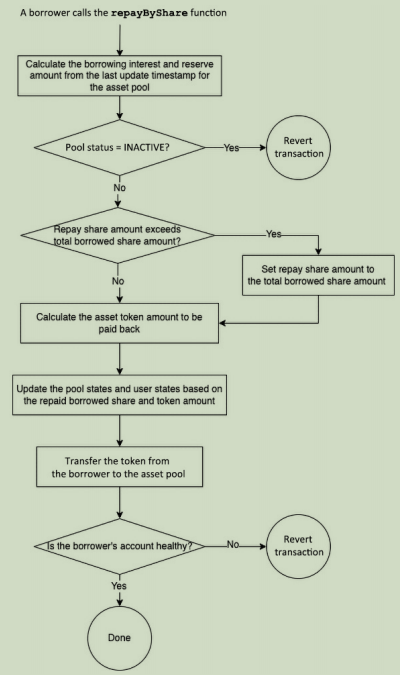 A borrower calls the repayByShare function
Calculate the borrowing interest and reserve
amount from the last update timestamp for
the asset pool
Pool status = INACTIVE?
Yes
Revert
transaction
No
Repay share amount exceeds
total borrowed share amount?
Yes
Set repay share amount to
the total borrowed share amount
No
Calculate the asset token amount to be
paid back
Update the pool states and user states based on
the repaid borrowed share and token amount
Transfer the token from
the borrower to the asset pool
Is the borrower's account healthy?
No
Revert
transaction
Yes
Done